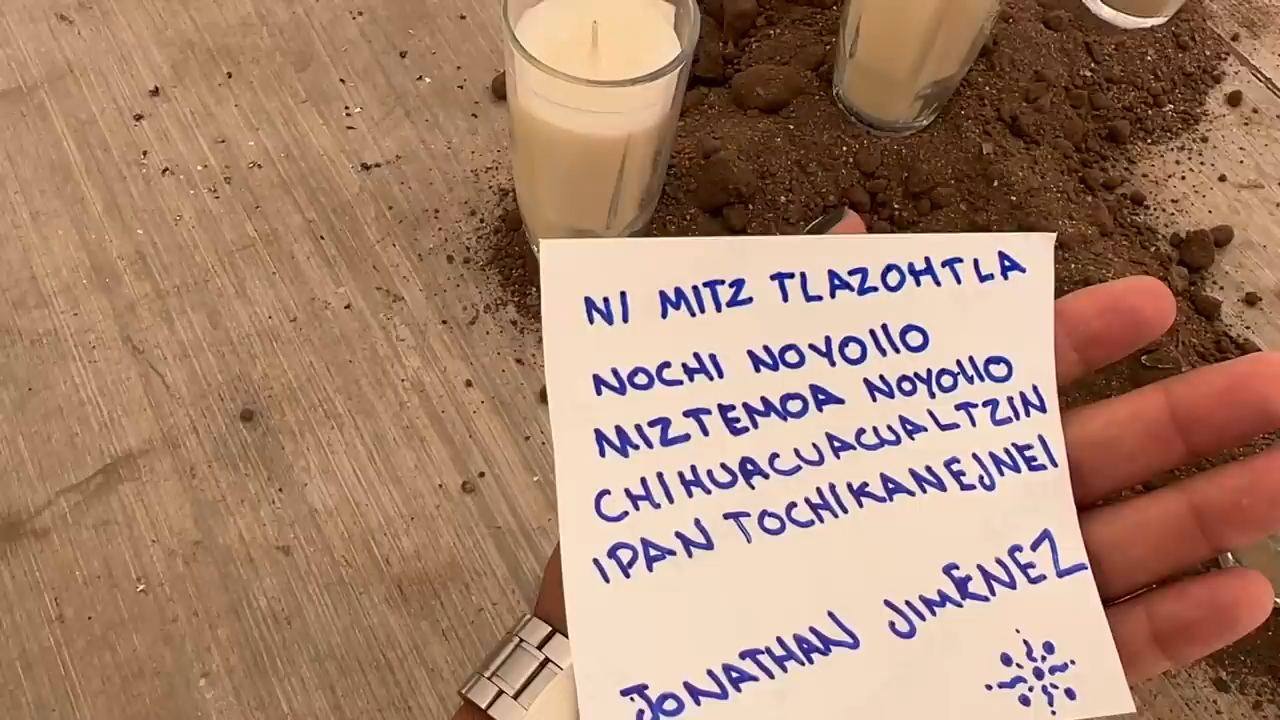 NI MITZ TLAZOHTLA
NOCHI NOYOllO
MIZTEMOA NOYOllO
CHIHUACUACUALTZIN
IPAN TOCHIKANEJNEI
JONATHAN JIMENEZ